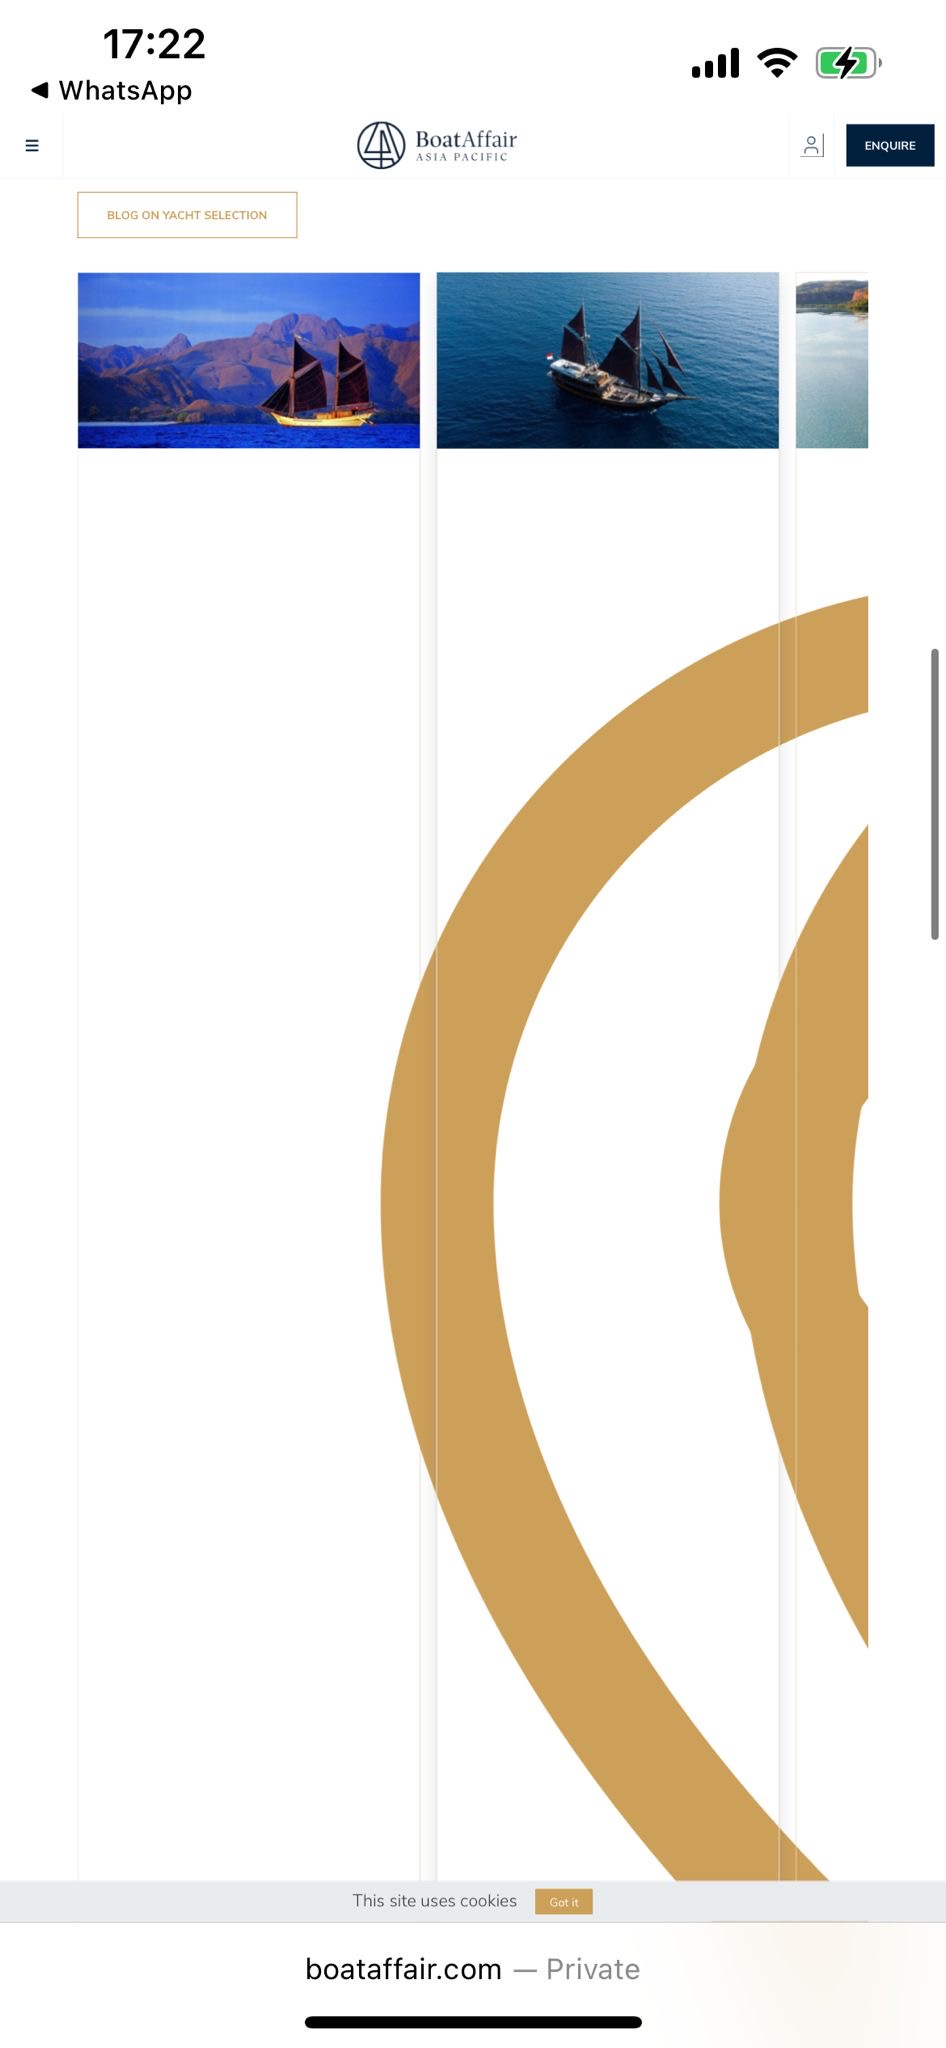 17:22
◀ WhatsApp
BoatAffair
ASIA PACIFIC
ENQUIRE
BLOG ON YACHT SELECTION
This site uses cookies
Got it
boataffair.com — Private